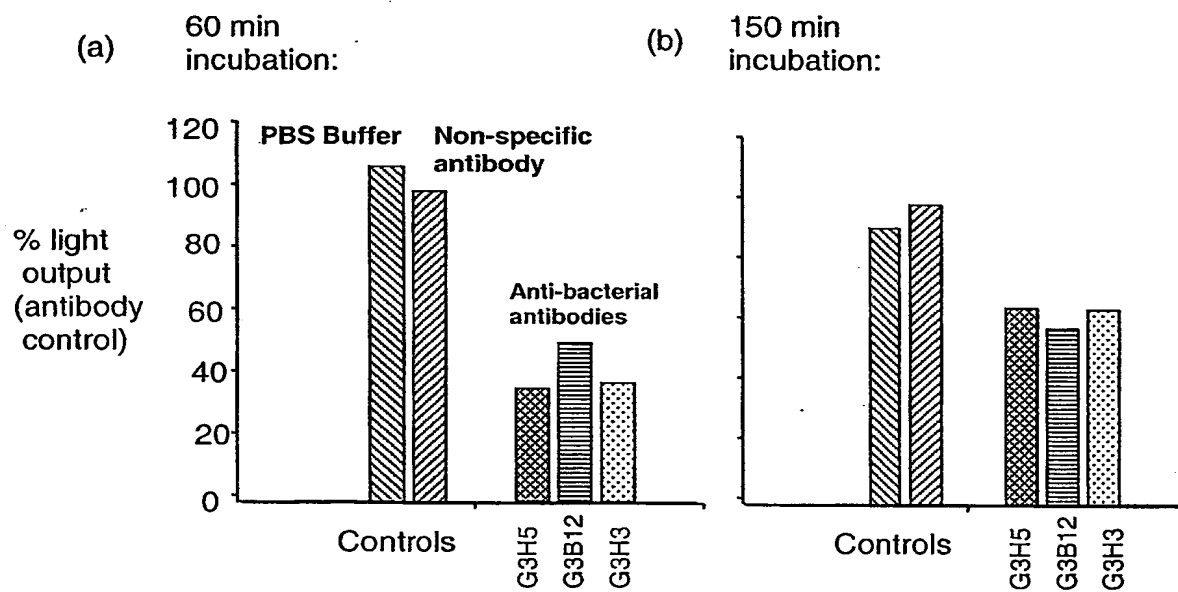 (a)
60 min
incubation:
(b)
150 min
incubation:
% light
output
(antibody
control)
120
100
80
60
40
20
0
PBS Buffer
Non-specific
antibody
Anti-bacterial
antibodies
Controls
G3H5
G3B12
G3H3
Controls
G3H5
G3B12
G3H3